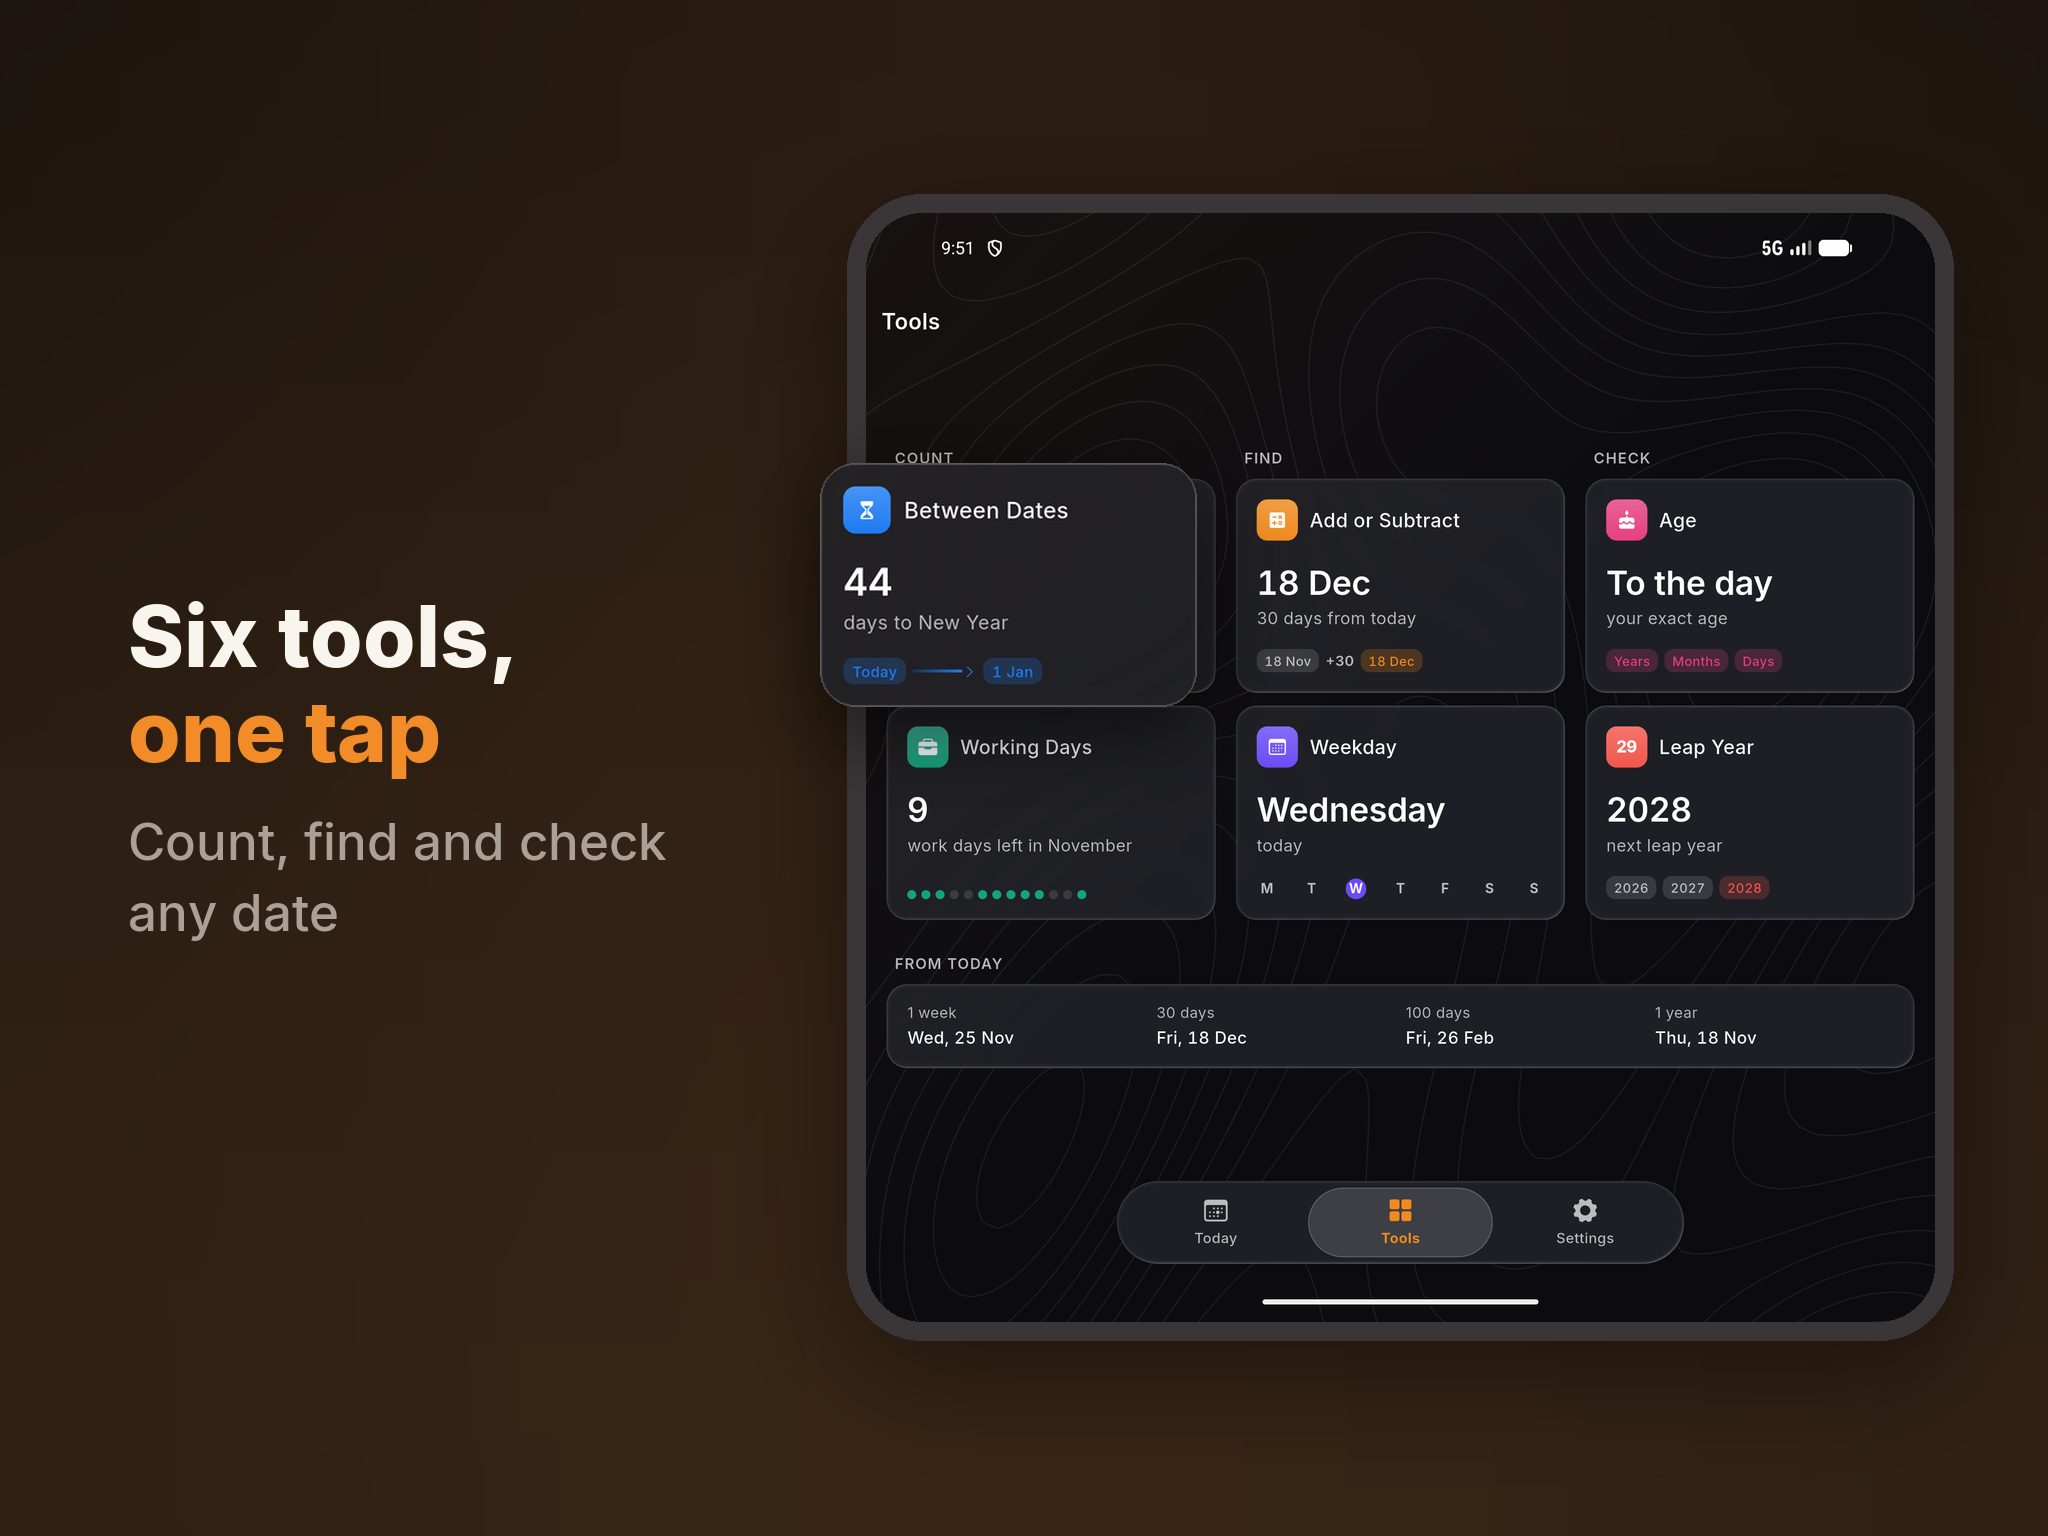 Six tools,
one tap
Count, find and check
any date
9:51
5G
Tools
COUNT
Between Dates
44
days to New Year
Today
1 Jan
FIND
Add or Subtract
18 Dec
30 days from today
18 Nov +30 18 Dec
CHECK
Age
To the day
your exact age
Years Months Days
Working Days
9
work days left in November
Weekday
Wednesday
today
M T W T F S S
29
Leap Year
2028
next leap year
2026 2027 2028
FROM TODAY
1 week
Wed, 25 Nov
30 days
Fri, 18 Dec
100 days
Fri, 26 Feb
1 year
Thu, 18 Nov
Today
Tools
Settings